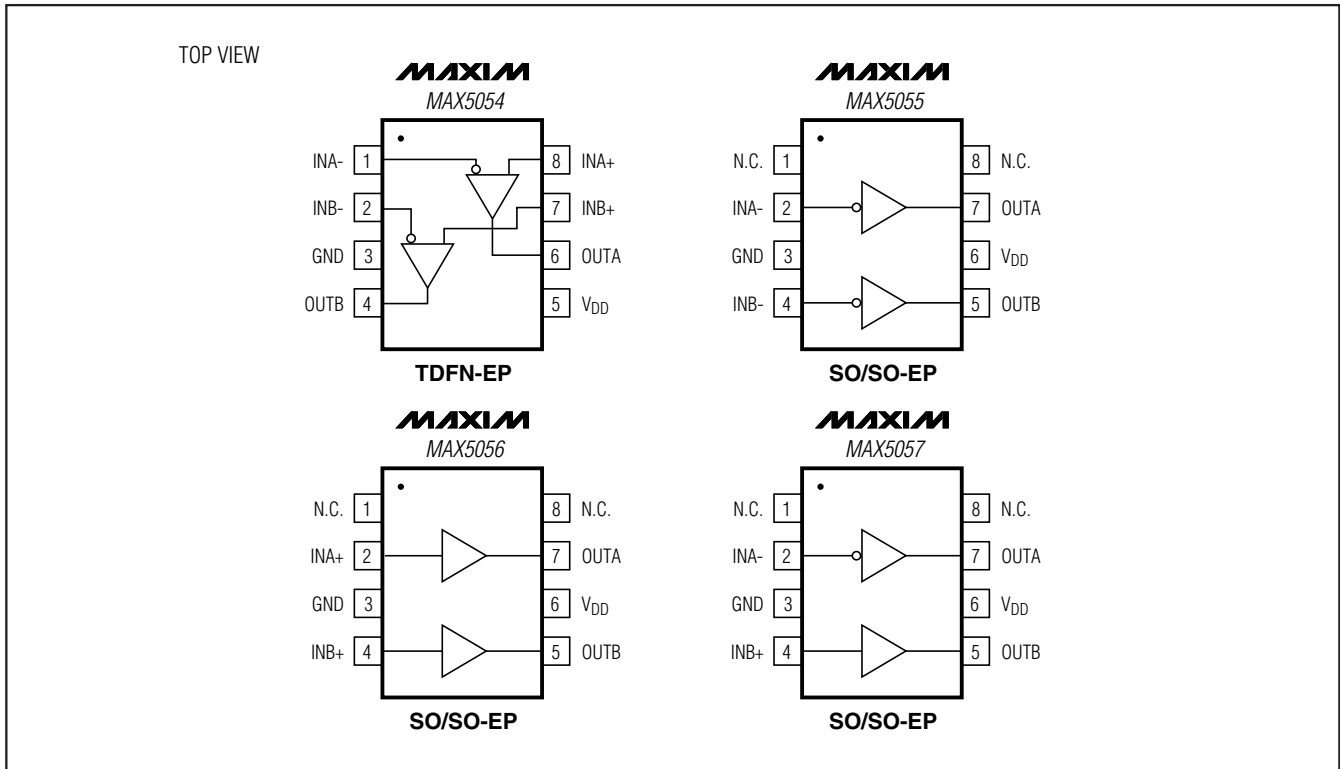 TOP VIEW
MAXIM
MAX5054
INA- 1
8 INA+
INB- 2
7 INB+
GND 3
6 OUTA
OUTB 4
5 VDD
TDFN-EP
MAXIM
MAX5055
N.C. 1
8 N.C.
INA- 2
7 OUTA
GND 3
6 VDD
INB- 4
5 OUTB
SO/SO-EP
MAXIM
MAX5056
N.C. 1
8 N.C.
INA+ 2
7 OUTA
GND 3
6 VDD
INB+ 4
5 OUTB
SO/SO-EP
MAXIM
MAX5057
N.C. 1
8 N.C.
INA- 2
7 OUTA
GND 3
6 VDD
INB+ 4
5 OUTB
SO/SO-EP